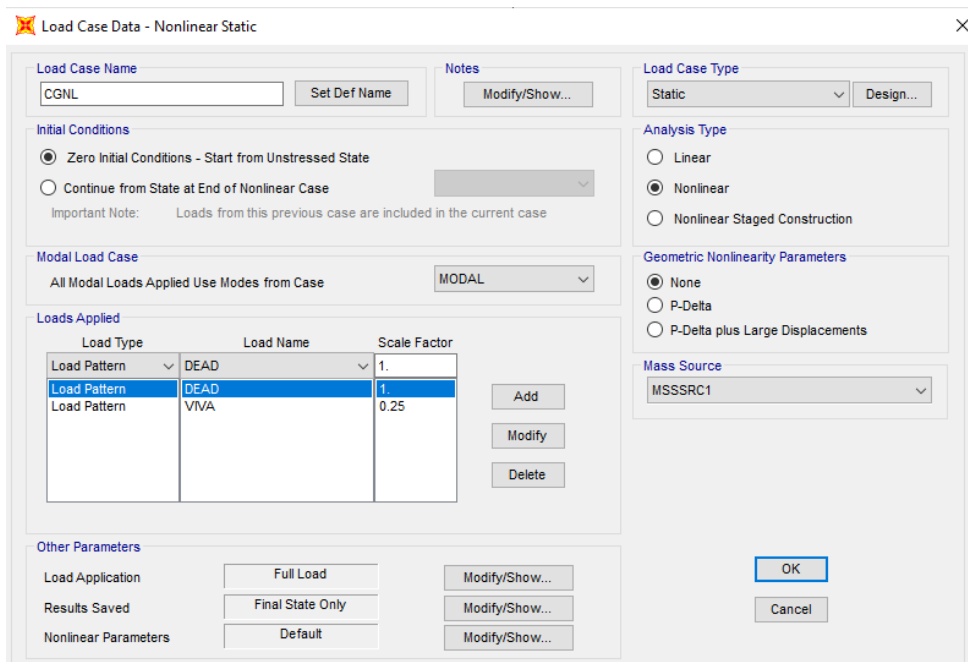 Load Case Data - Nonlinear Static
Load Case Name
CGNL
Set Def Name
Notes
Modify/Show...
Load Case Type
Static
Design...
Initial Conditions
Zero Initial Conditions - Start from Unstressed State
Continue from State at End of Nonlinear Case
Important Note: Loads from this previous case are included in the current case
Analysis Type
Linear
Nonlinear
Nonlinear Staged Construction
Modal Load Case
All Modal Loads Applied Use Modes from Case
MODAL
Geometric Nonlinearity Parameters
None
P-Delta
P-Delta plus Large Displacements
Loads Applied
Load Type Load Name Scale Factor
Load Pattern DEAD 1.
Load Pattern DEAD 1.
Load Pattern VIVA 0.25
Add
Modify
Delete
Mass Source
MSSSRC1
Other Parameters
Load Application Full Load Modify/Show...
Results Saved Final State Only Modify/Show...
Nonlinear Parameters Default Modify/Show...
OK
Cancel